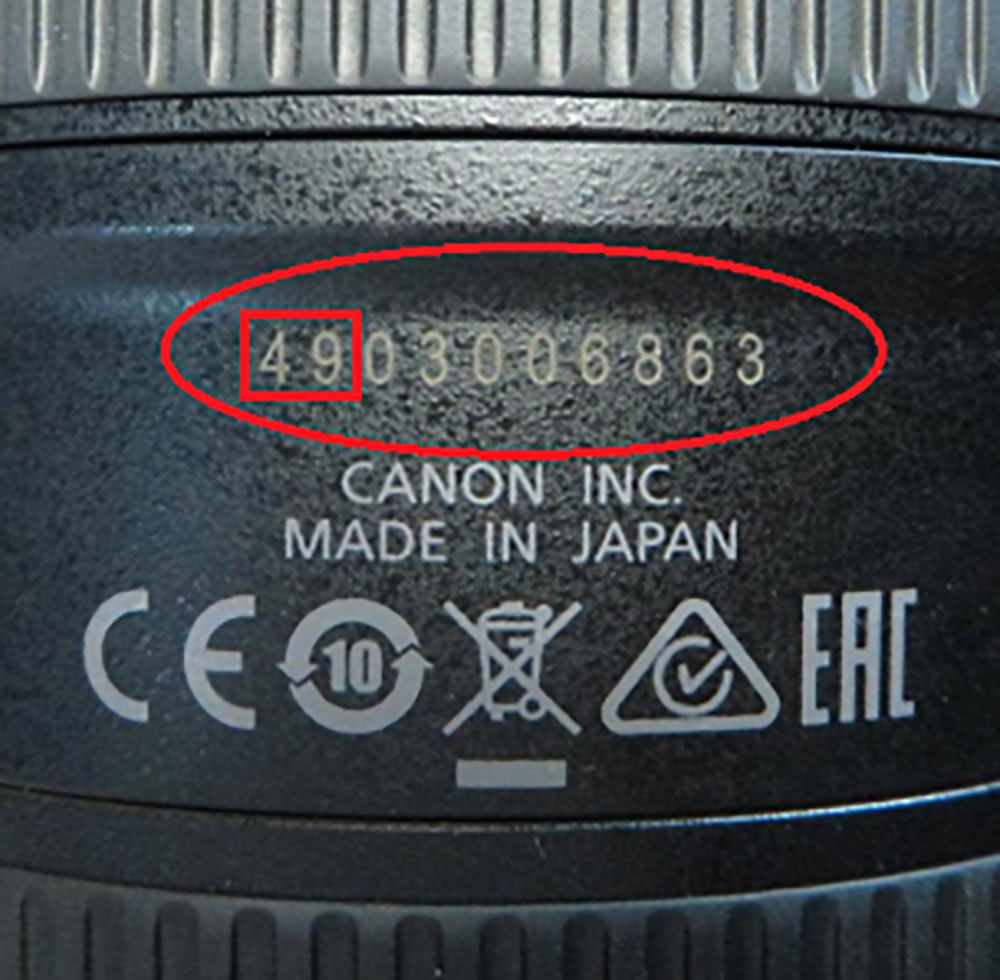 4903006863
CANON INC.
MADE IN JAPAN
CE 10 EAC